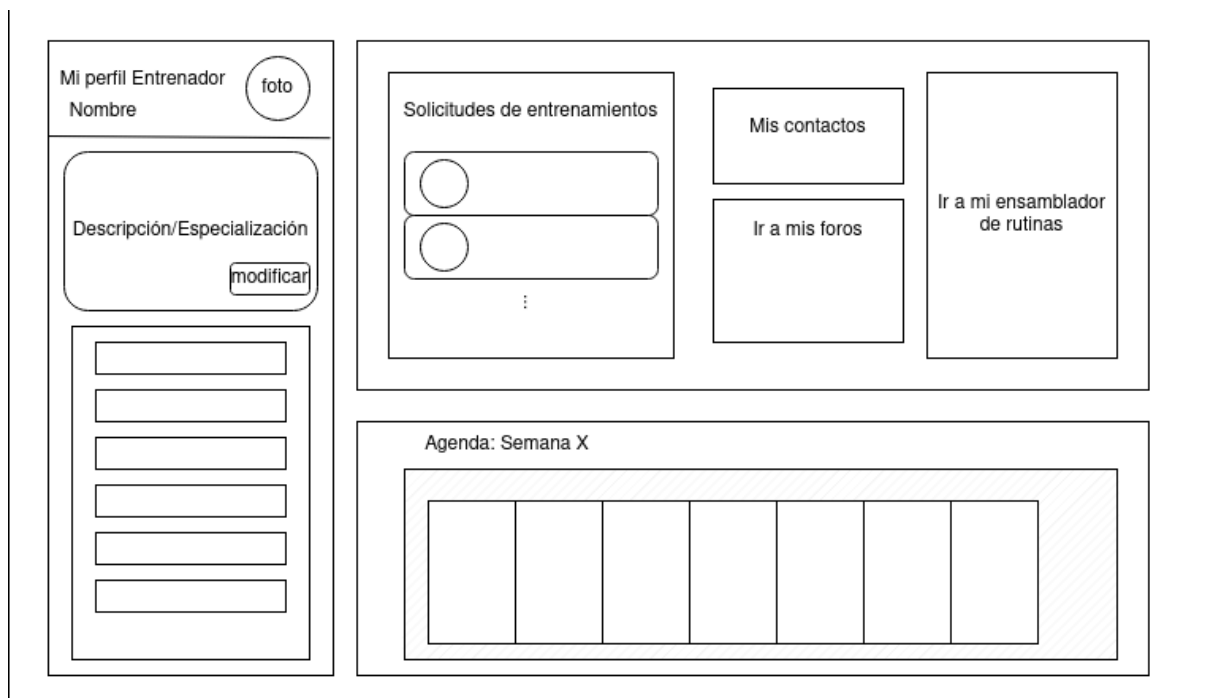 Mi perfil Entrenador
Nombre
foto
Descripción/Especialización
modificar
Solicitudes de entrenamientos
⋮
Mis contactos
Ir a mis foros
Ir a mi ensamblador
de rutinas
Agenda: Semana X